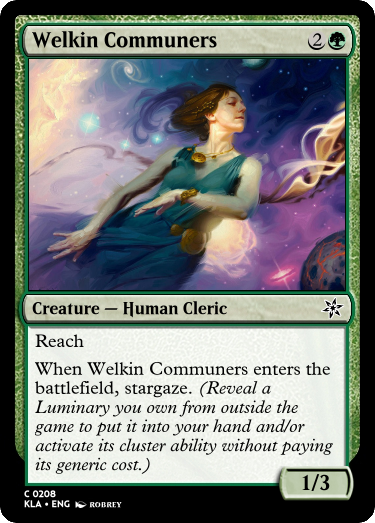 Welkin Communers 2
Creature — Human Cleric
Reach
When Welkin Communers enters the
battlefield, stargaze. (Reveal a
Luminary you own from outside the
game to put it into your hand and/or
activate its cluster ability without paying
its generic cost.)
1/3
C 0208
KLA • ENG ROBREY